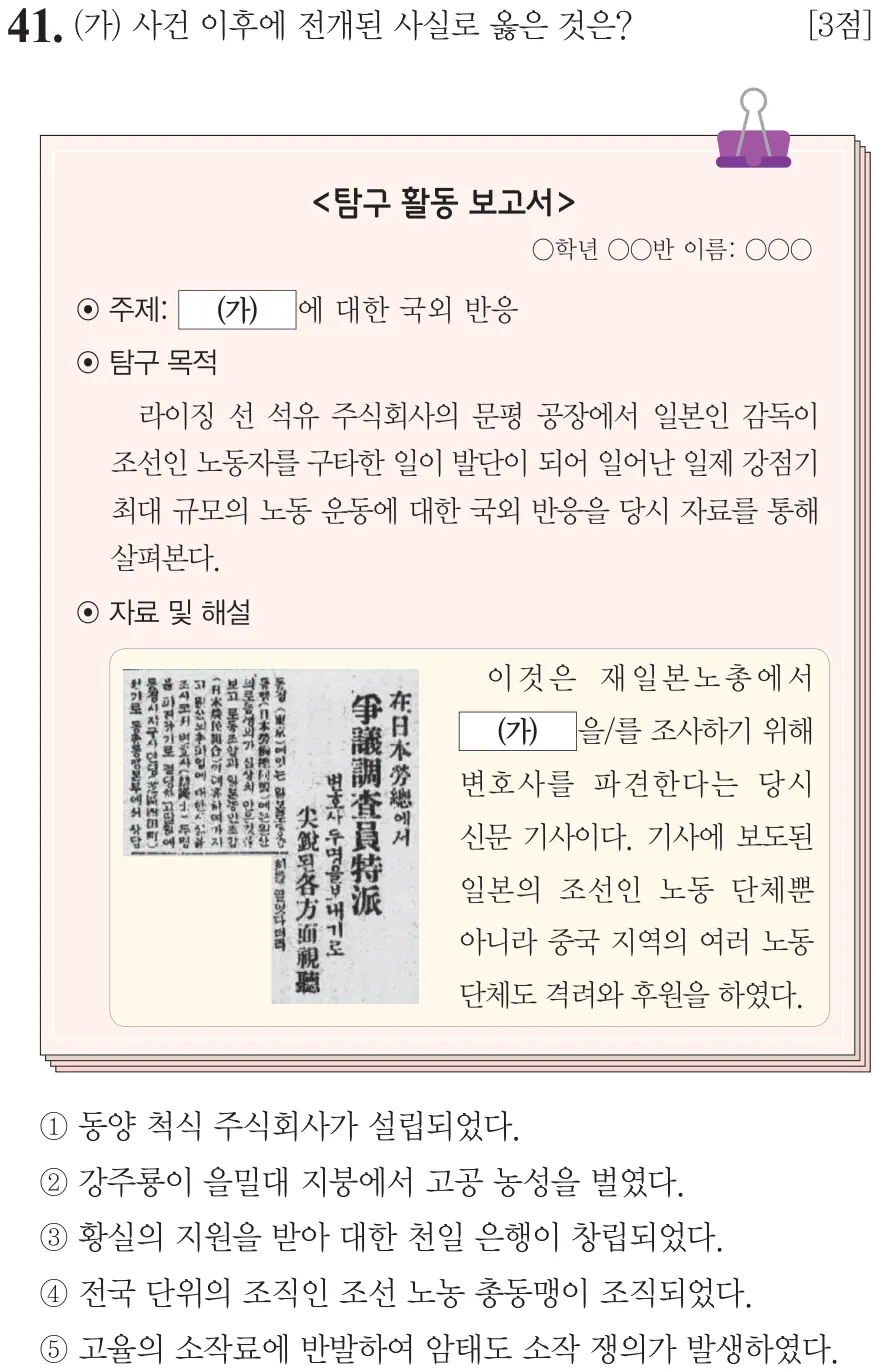 41. (가) 사건 이후에 전개된 사실로 옳은 것은? [3점]
<탐구 활동 보고서>
○학년 ○○반 이름: ○○○
⊙ 주제: (가) 에 대한 국외 반응
⊙ 탐구 목적
라이징 선 석유 주식회사의 문평 공장에서 일본인 감독이
조선인 노동자를 구타한 일이 발단이 되어 일어난 일제 강점기
최대 규모의 노동 운동에 대한 국외 반응을 당시 자료를 통해
살펴본다.
⊙ 자료 및 해설
在日本勞總에서
爭議調査員特派
변호사 두명을보내기로
尖銳된各方面視聽
이것은 재일본노총에서
(가) 을/를 조사하기 위해
변호사를 파견한다는 당시
신문 기사이다. 기사에 보도된
일본의 조선인 노동 단체뿐
아니라 중국 지역의 여러 노동
단체도 격려와 후원을 하였다.
① 동양 척식 주식회사가 설립되었다.
② 강주룡이 을밀대 지붕에서 고공 농성을 벌였다.
③ 황실의 지원을 받아 대한 천일 은행이 창립되었다.
④ 전국 단위의 조직인 조선 노농 총동맹이 조직되었다.
⑤ 고율의 소작료에 반발하여 암태도 소작 쟁의가 발생하였다.